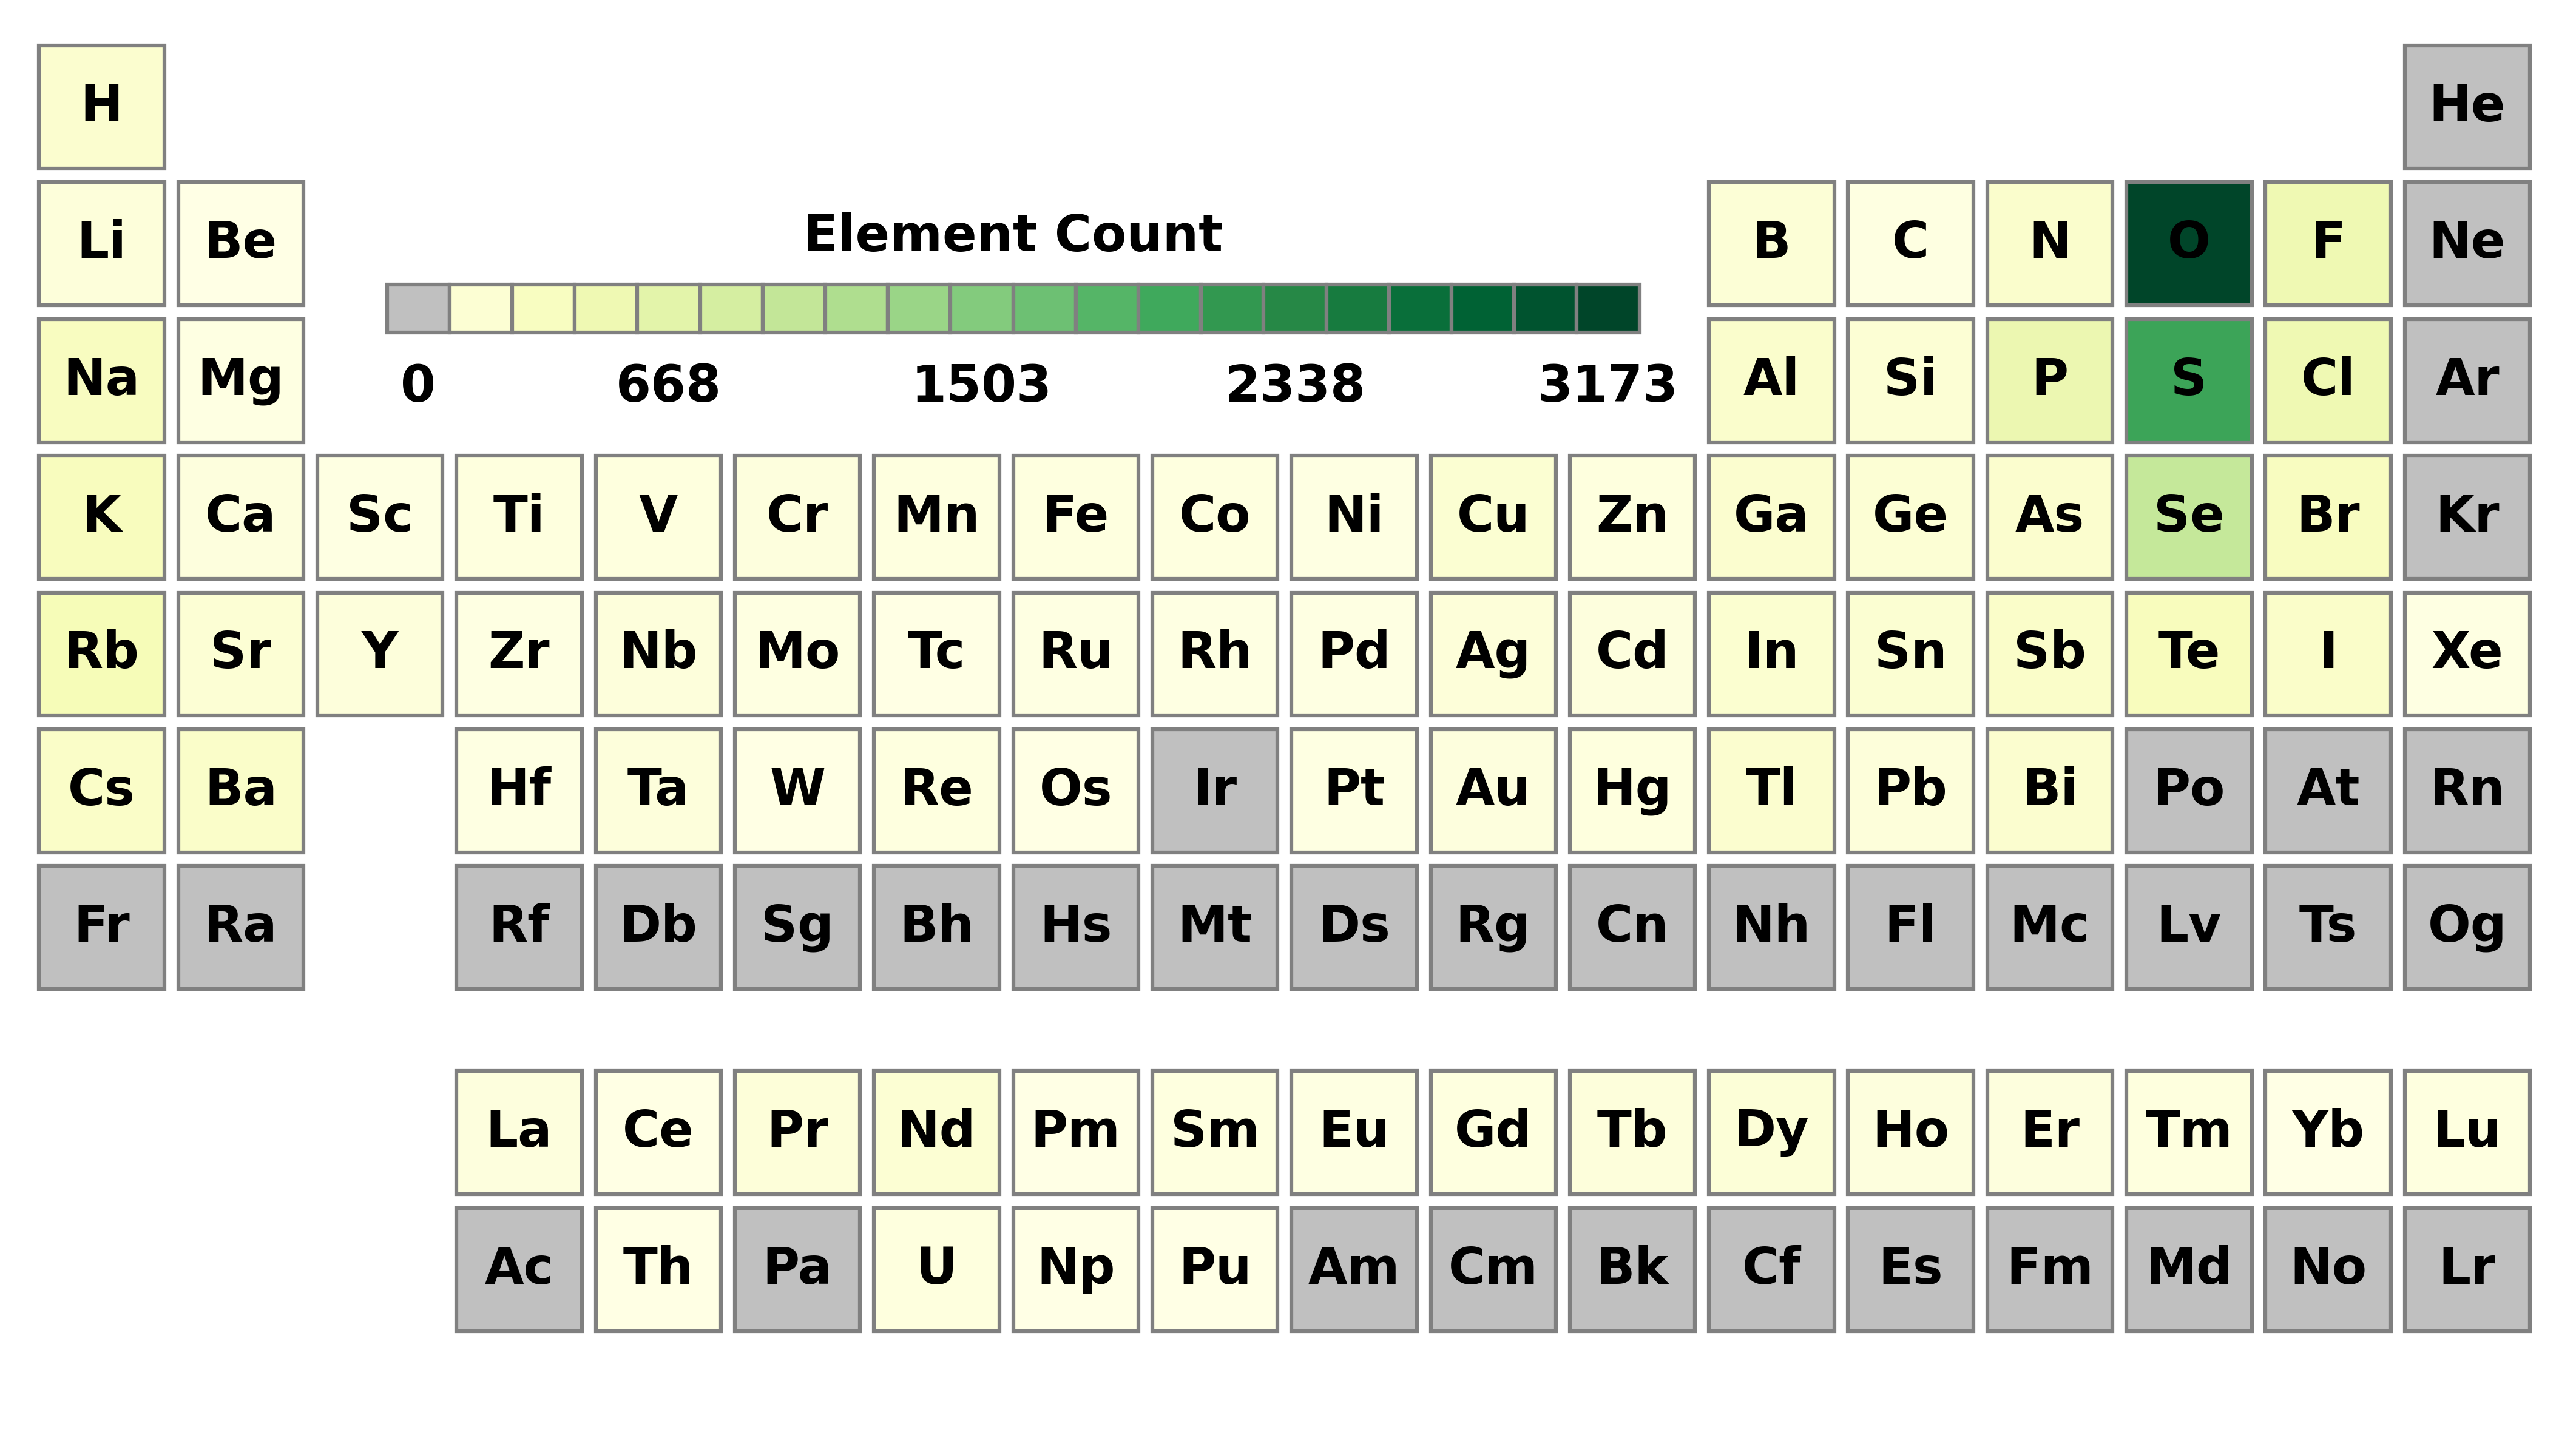 H He
Li Be B C N O F Ne
Element Count
Na Mg Al Si P S Cl Ar
0 668 1503 2338 3173
K Ca Sc Ti V Cr Mn Fe Co Ni Cu Zn Ga Ge As Se Br Kr
Rb Sr Y Zr Nb Mo Tc Ru Rh Pd Ag Cd In Sn Sb Te I Xe
Cs Ba Hf Ta W Re Os Ir Pt Au Hg Tl Pb Bi Po At Rn
Fr Ra Rf Db Sg Bh Hs Mt Ds Rg Cn Nh Fl Mc Lv Ts Og
La Ce Pr Nd Pm Sm Eu Gd Tb Dy Ho Er Tm Yb Lu
Ac Th Pa U Np Pu Am Cm Bk Cf Es Fm Md No Lr